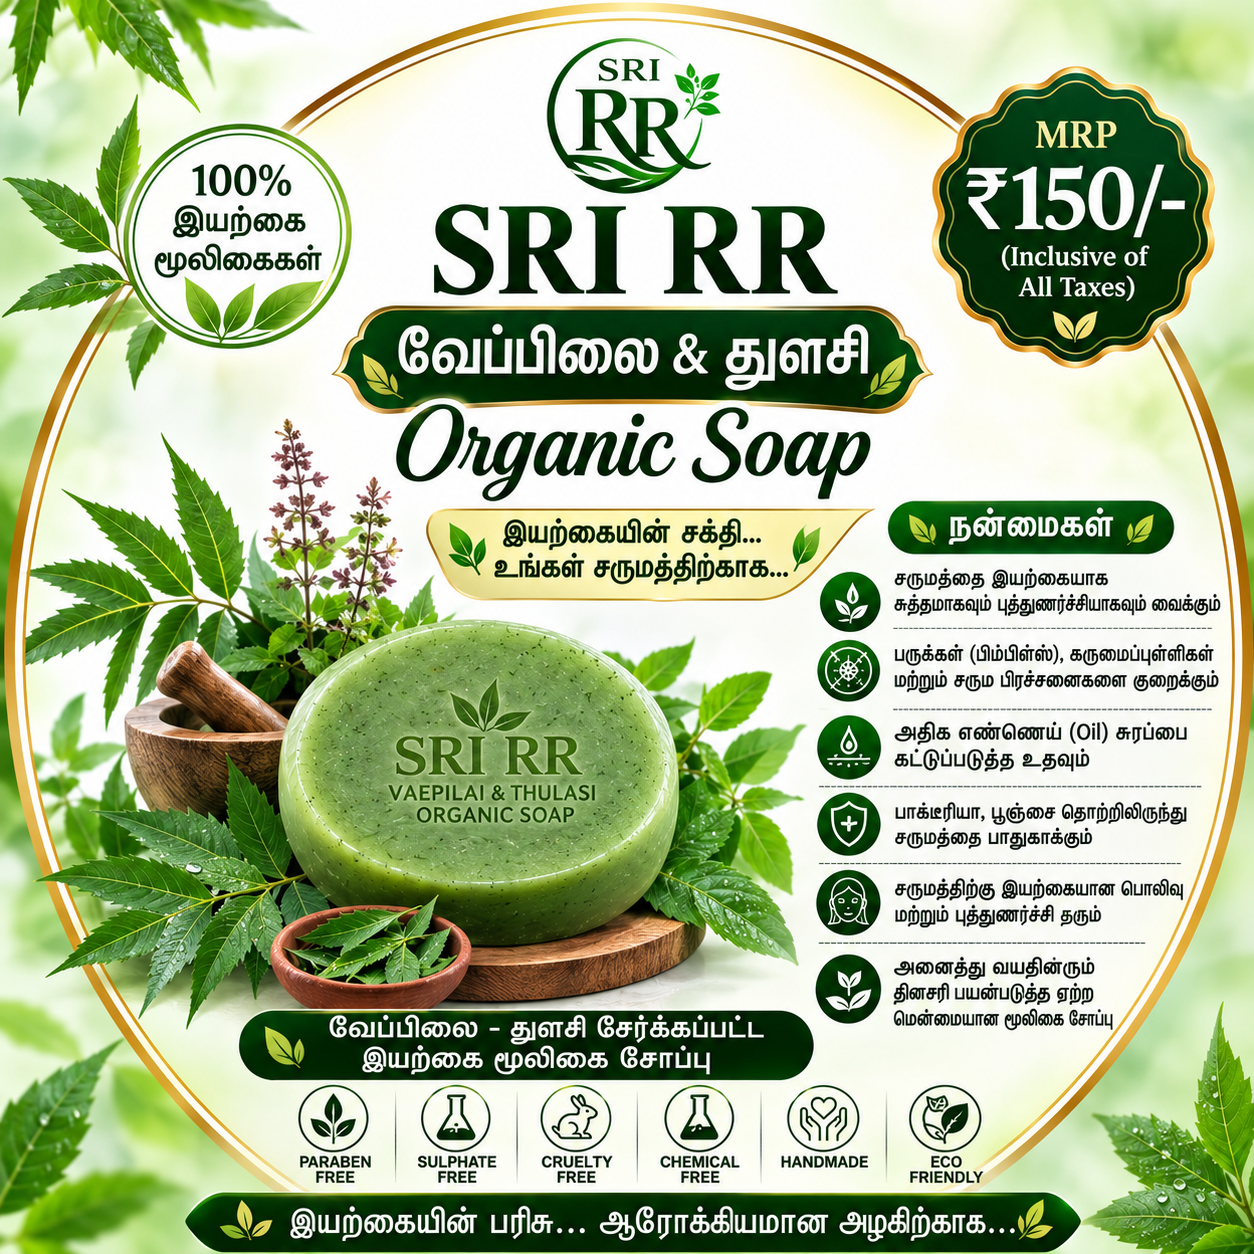 SRI
RR
100%
இயற்கை
மூலிகைகள்
MRP
₹150/-
(Inclusive of
All Taxes)
SRI RR
வேப்பிலை & துளசி
Organic Soap
இயற்கையின் சக்தி...
உங்கள் சருமத்திற்காக...
நன்மைகள்
சருமத்தை இயற்கையாக
சுத்தமாகவும் புத்துணர்ச்சியாகவும் வைக்கும்
பருக்கள் (பிம்பிள்ஸ்), கருமைப்புள்ளிகள்
மற்றும் சரும பிரச்சனைகளை குறைக்கும்
அதிக எண்ணெய் (Oil) சுரப்பை
கட்டுப்படுத்த உதவும்
பாக்டீரியா, பூஞ்சை தொற்றிலிருந்து
சருமத்தை பாதுகாக்கும்
சருமத்திற்கு இயற்கையான பொலிவு
மற்றும் புத்துணர்ச்சி தரும்
அனைத்து வயதின்ரும்
தினசரி பயன்படுத்த ஏற்ற
மென்மையான மூலிகை சோப்பு
SRI RR
VAEPILAI & THULASI
ORGANIC SOAP
வேப்பிலை - துளசி சேர்க்கப்பட்ட
இயற்கை மூலிகை சோப்பு
PARABEN
FREE
SULPHATE
FREE
CRUELTY
FREE
CHEMICAL
FREE
HANDMADE
ECO
FRIENDLY
இயற்கையின் பரிசு... ஆரோக்கியமான அழகிற்காக...